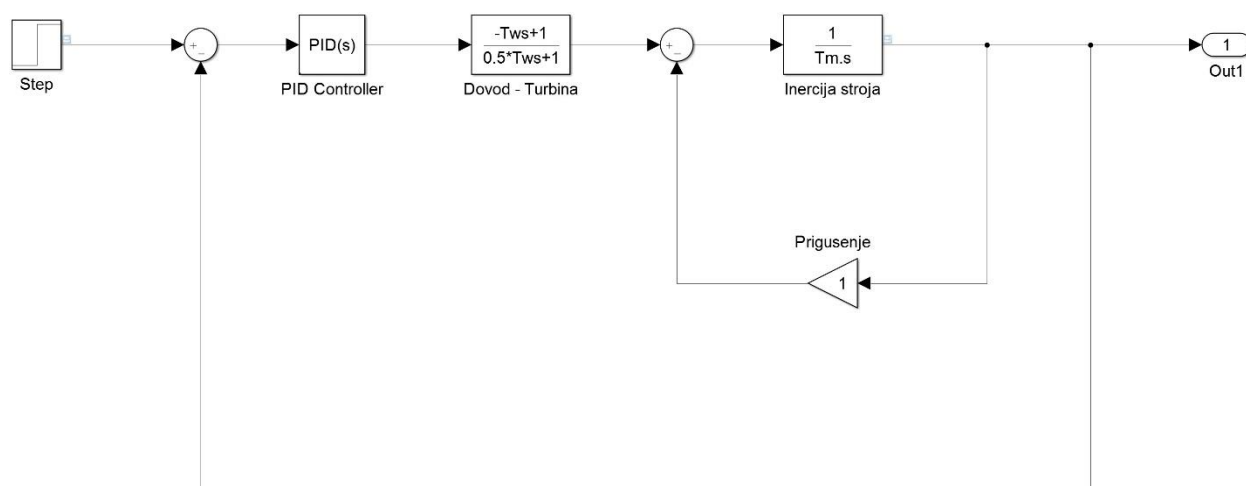 Step
+
−
PID(s)
PID Controller
-Tws+1
0.5*Tws+1
Dovod - Turbina
+
−
1
Tm.s
Inercija stroja
1
Out1
Prigusenje
1